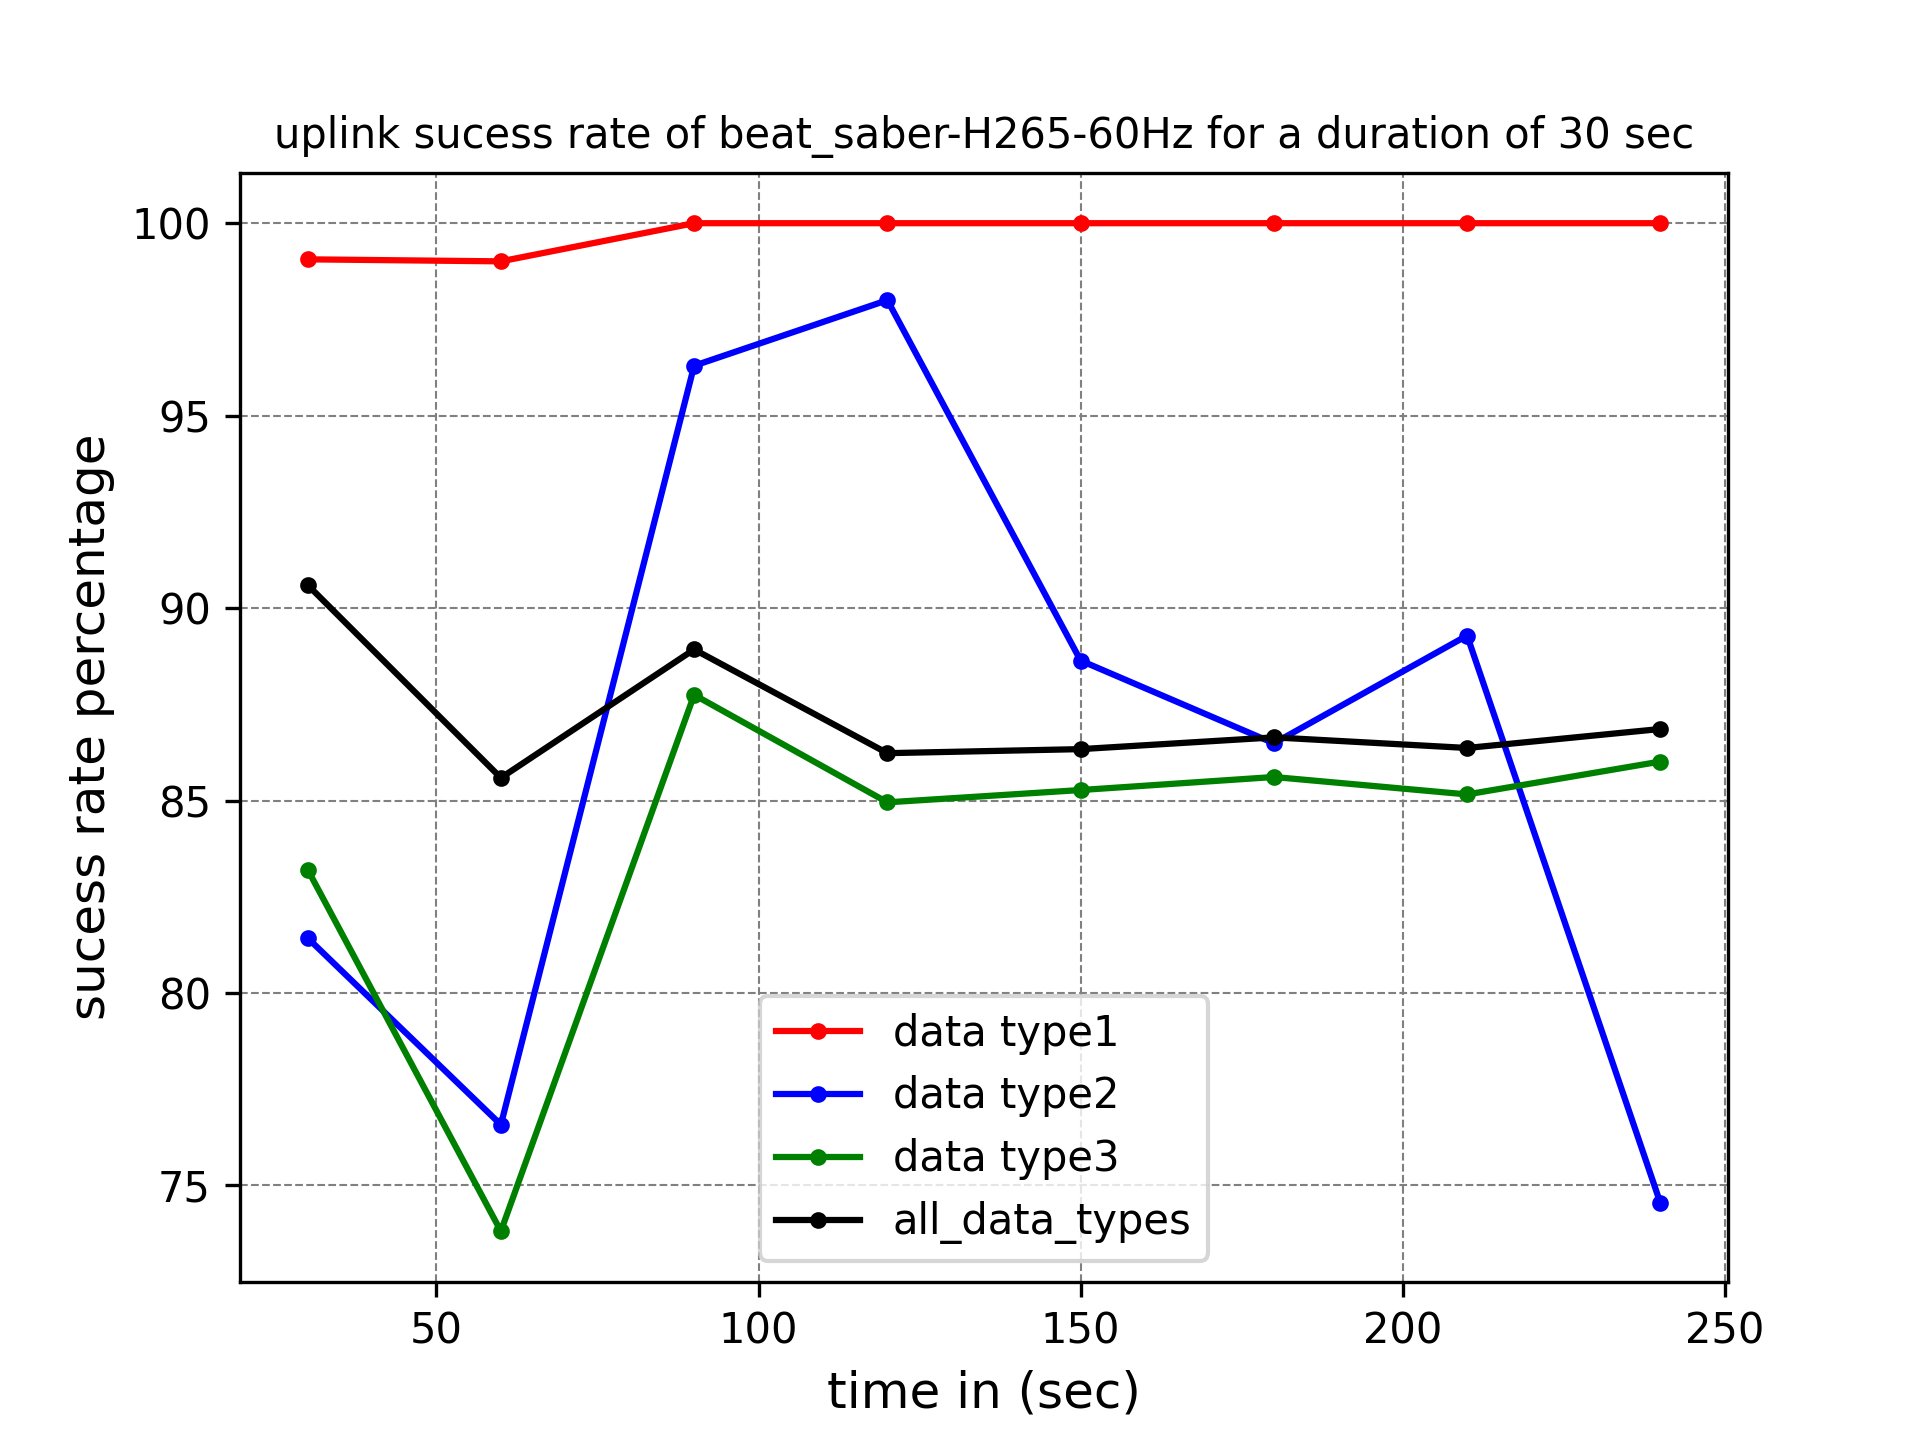 uplink sucess rate of beat_saber-H265-60Hz for a duration of 30 sec
100
95
90
85
80
75
sucess rate percentage
data type1
data type2
data type3
all_data_types
50 100 150 200 250
time in (sec)